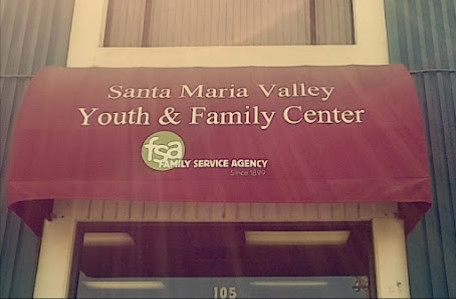 Santa Maria Valley
Youth & Family Center
fsa
FAMILY SERVICE AGENCY
Since 1899
105